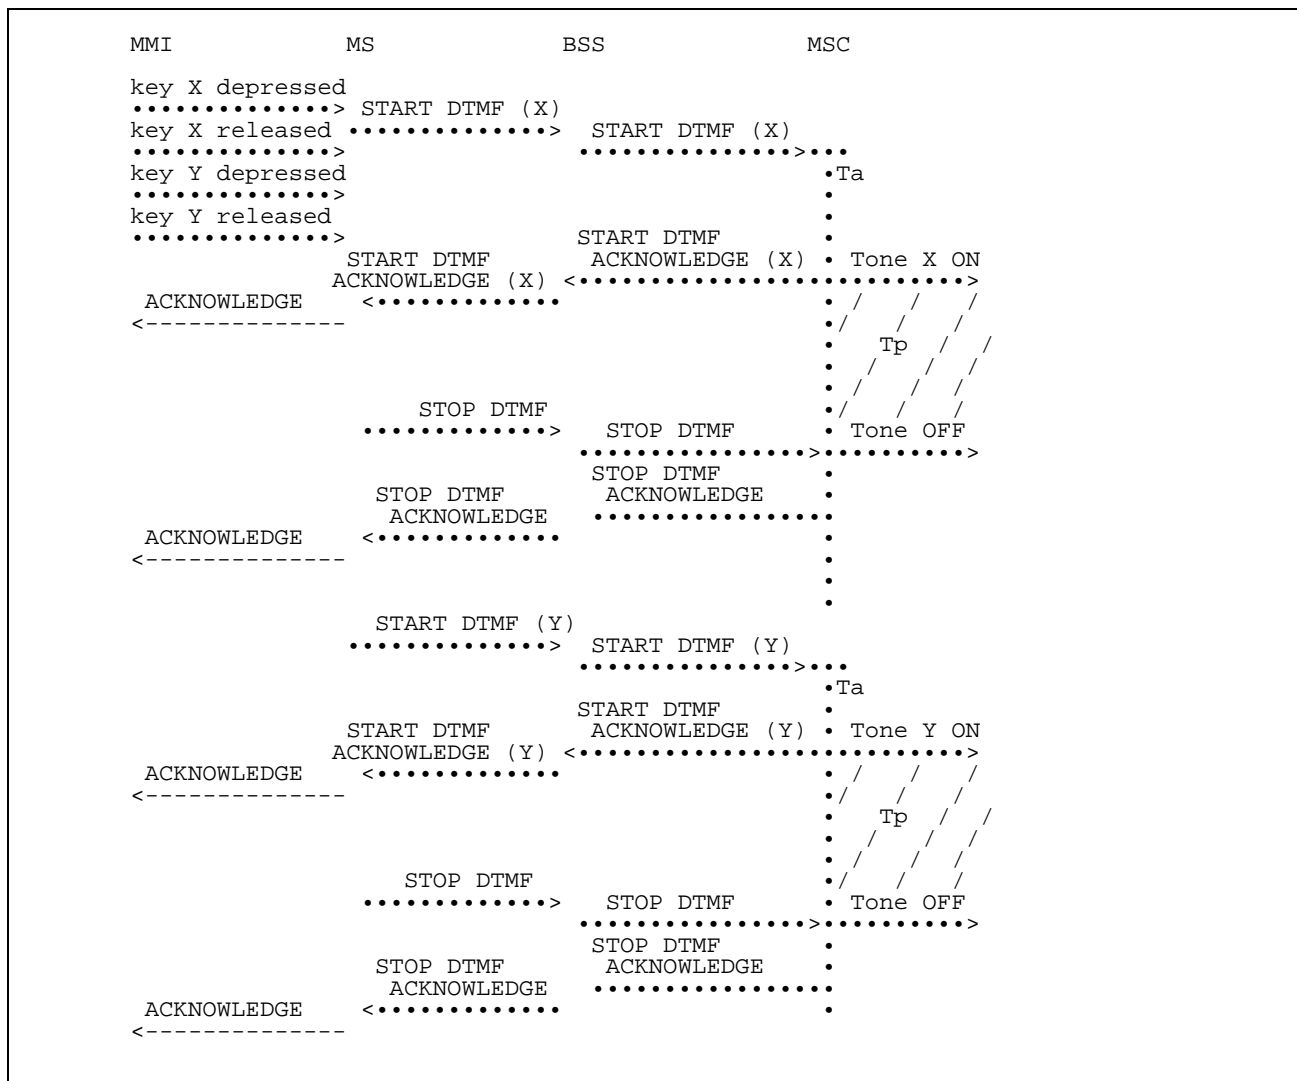 MMI MS BSS MSC
key X depressed
START DTMF (X)
key X released START DTMF (X)
key Y depressed Ta
key Y released
START DTMF
START DTMF ACKNOWLEDGE (X) Tone X ON
ACKNOWLEDGE (X)
ACKNOWLEDGE
Tp
STOP DTMF
STOP DTMF Tone OFF
STOP DTMF
STOP DTMF ACKNOWLEDGE
ACKNOWLEDGE
ACKNOWLEDGE
START DTMF (Y)
START DTMF (Y)
Ta
START DTMF
START DTMF ACKNOWLEDGE (Y) Tone Y ON
ACKNOWLEDGE (Y)
ACKNOWLEDGE
Tp
STOP DTMF
STOP DTMF Tone OFF
STOP DTMF
STOP DTMF ACKNOWLEDGE
ACKNOWLEDGE
ACKNOWLEDGE